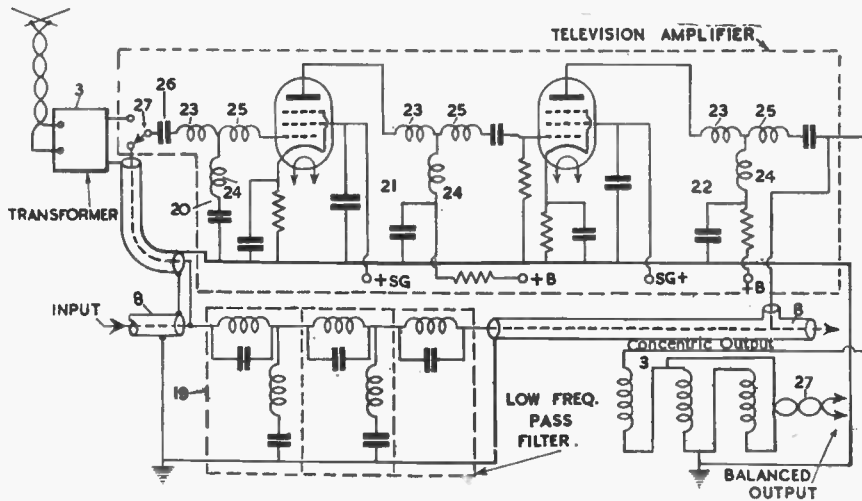 TELEVISION AMPLIFIER
3
26
27
23
25
23
25
23
25
24
20
21
24
22
24
TRANSFORMER
+SG
+B
SG+
+B
INPUT
8
8
Concentric Output
3
27
19
LOW FREQ.
PASS
FILTER.
BALANCED
OUTPUT